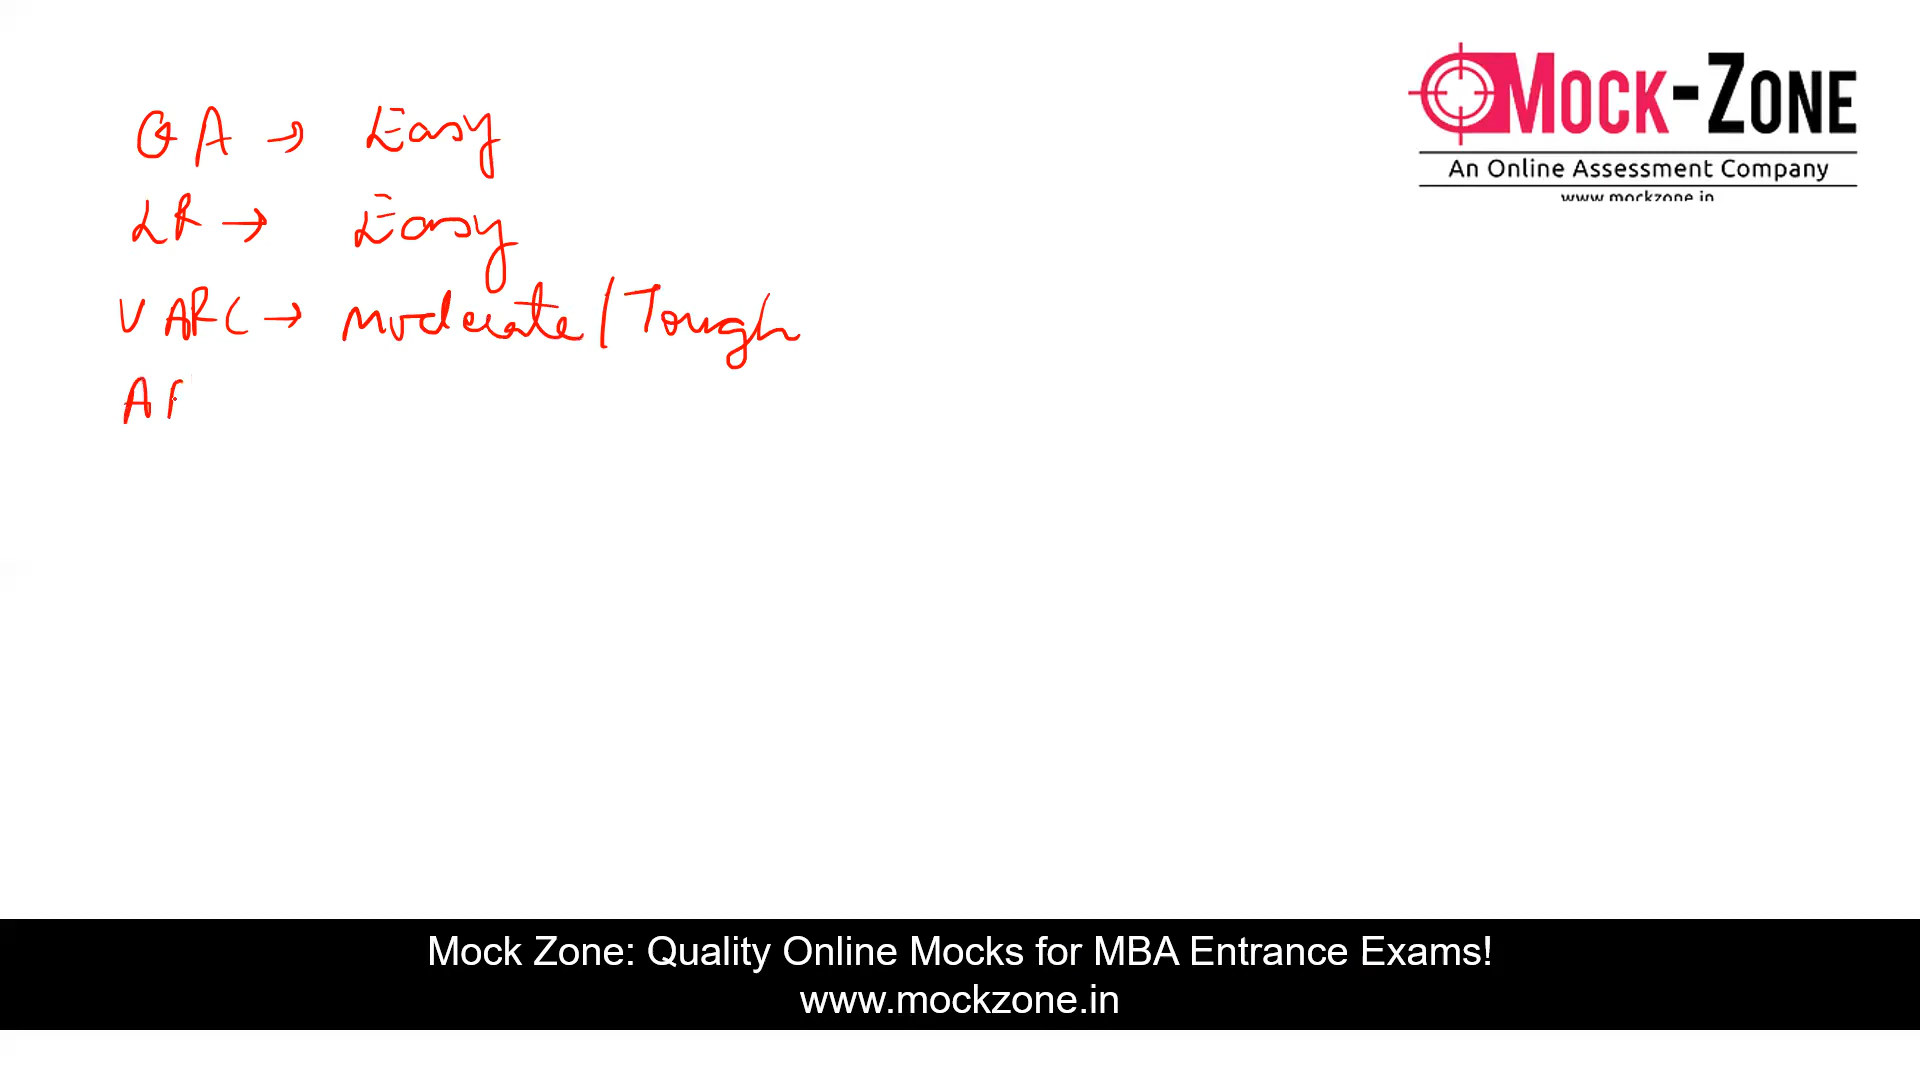 QA → Easy
LR → Easy
VARC → moderate / Tough
A
MOCK-ZONE
An Online Assessment Company
www.mockzone.in
Mock Zone: Quality Online Mocks for MBA Entrance Exams!
www.mockzone.in